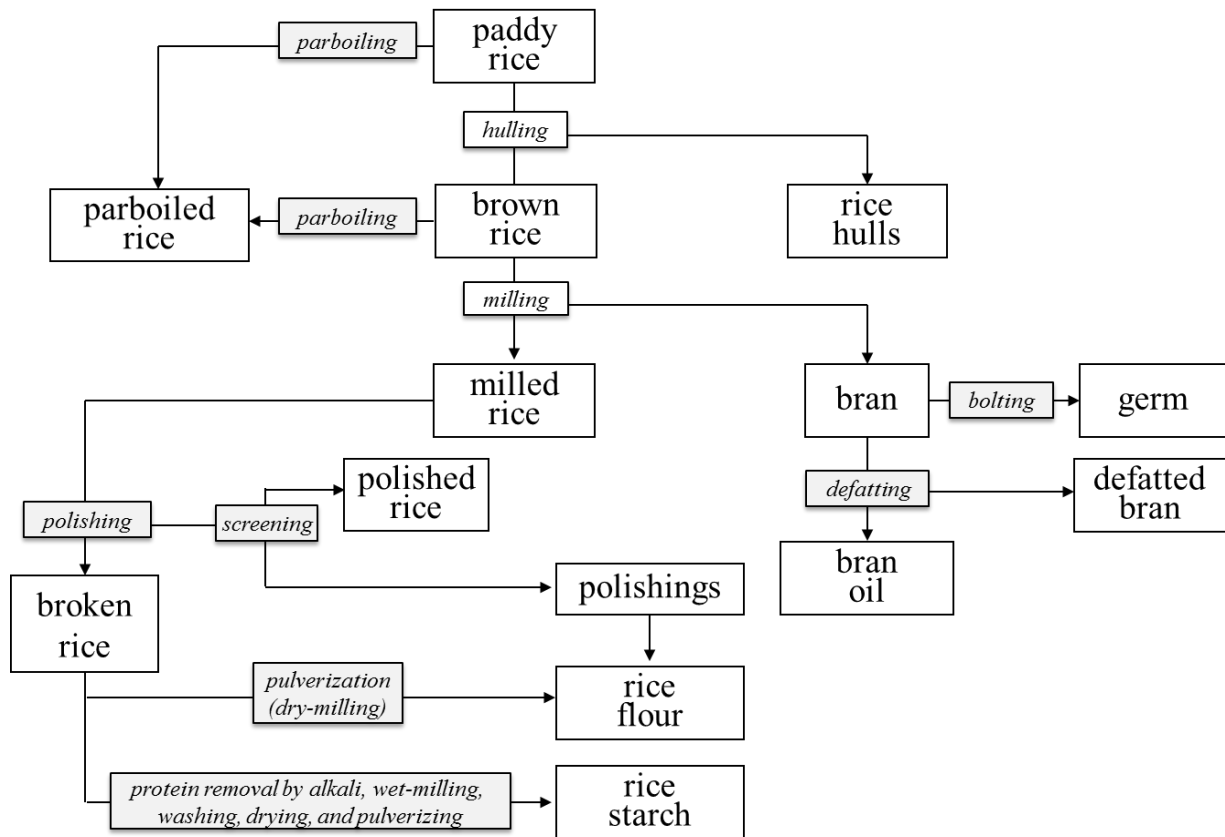 parboiling
paddy
rice
hulling
parboiled
rice
parboiling
brown
rice
rice
hulls
milling
milled
rice
bran
bolting
germ
polished
rice
defatting
defatted
bran
polishing
screening
bran
oil
broken
rice
polishings
pulverization
(dry-milling)
rice
flour
protein removal by alkali, wet-milling,
washing, drying, and pulverizing
rice
starch